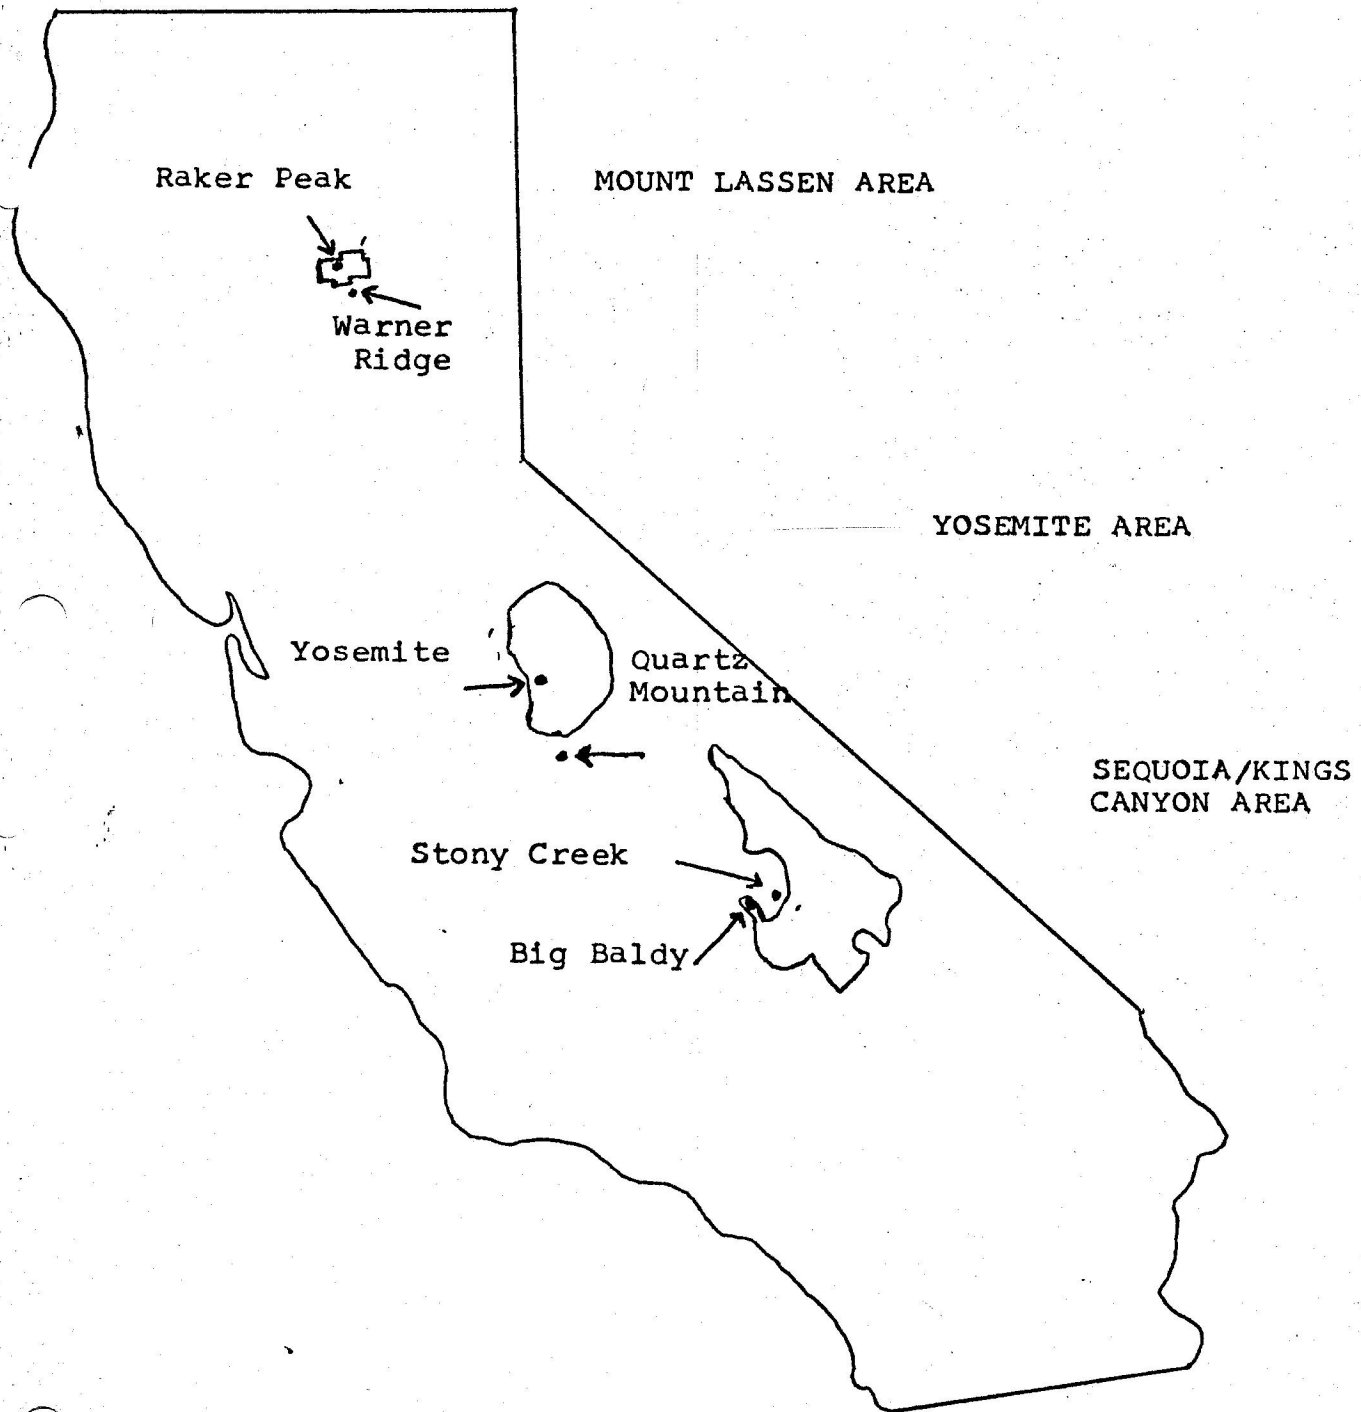 Raker Peak
MOUNT LASSEN AREA
Warner
Ridge
YOSEMITE AREA
Yosemite
Quartz
Mountain
SEQUOIA/KINGS
CANYON AREA
Stony Creek
Big Baldy